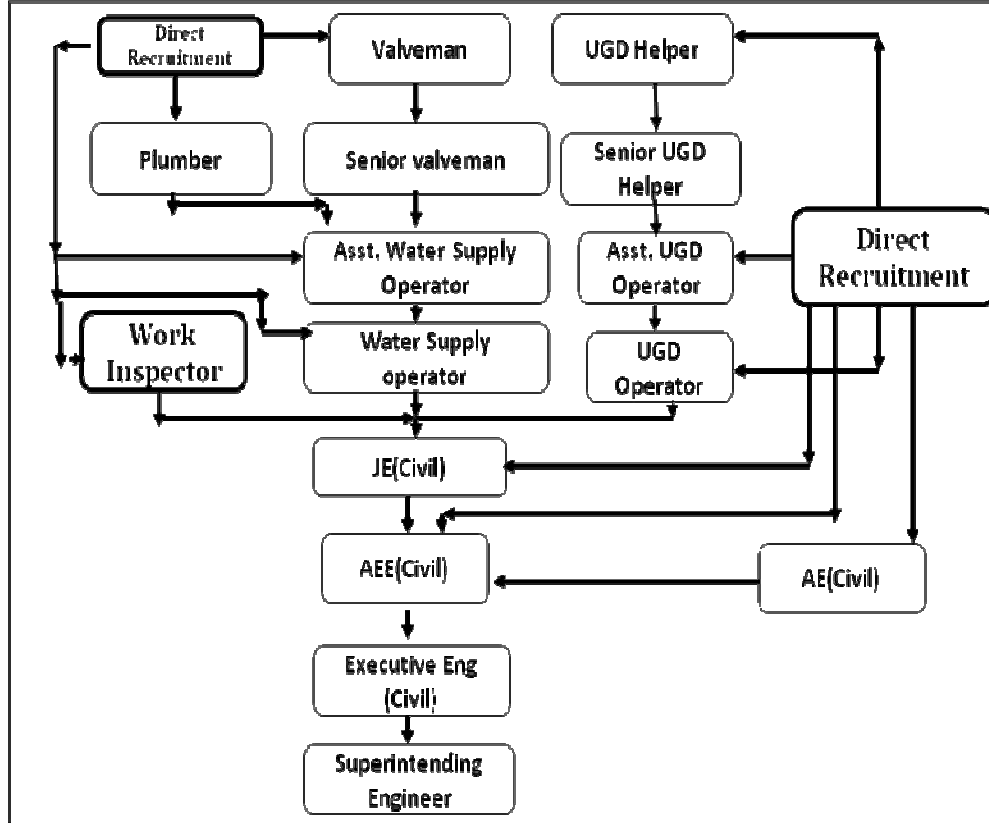 Direct
Recruitment
Valveman
UGD Helper
Plumber
Senior valveman
Senior UGD
Helper
Direct
Recruitment
Asst. Water Supply
Operator
Asst. UGD
Operator
Work
Inspector
Water Supply
operator
UGD
Operator
JE(Civil)
AEE(Civil)
AE(Civil)
Executive Eng
(Civil)
Superintending
Engineer